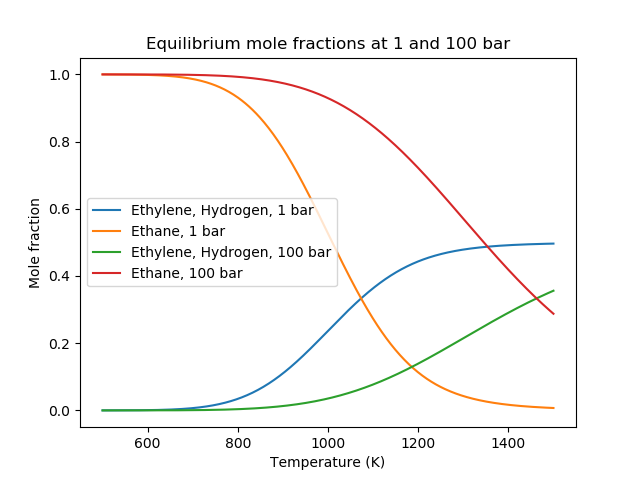 Equilibrium mole fractions at 1 and 100 bar
1.0
0.8
0.6
0.4
0.2
0.0
Mole fraction
Ethylene, Hydrogen, 1 bar
Ethane, 1 bar
Ethylene, Hydrogen, 100 bar
Ethane, 100 bar
600 800 1000 1200 1400
Temperature (K)